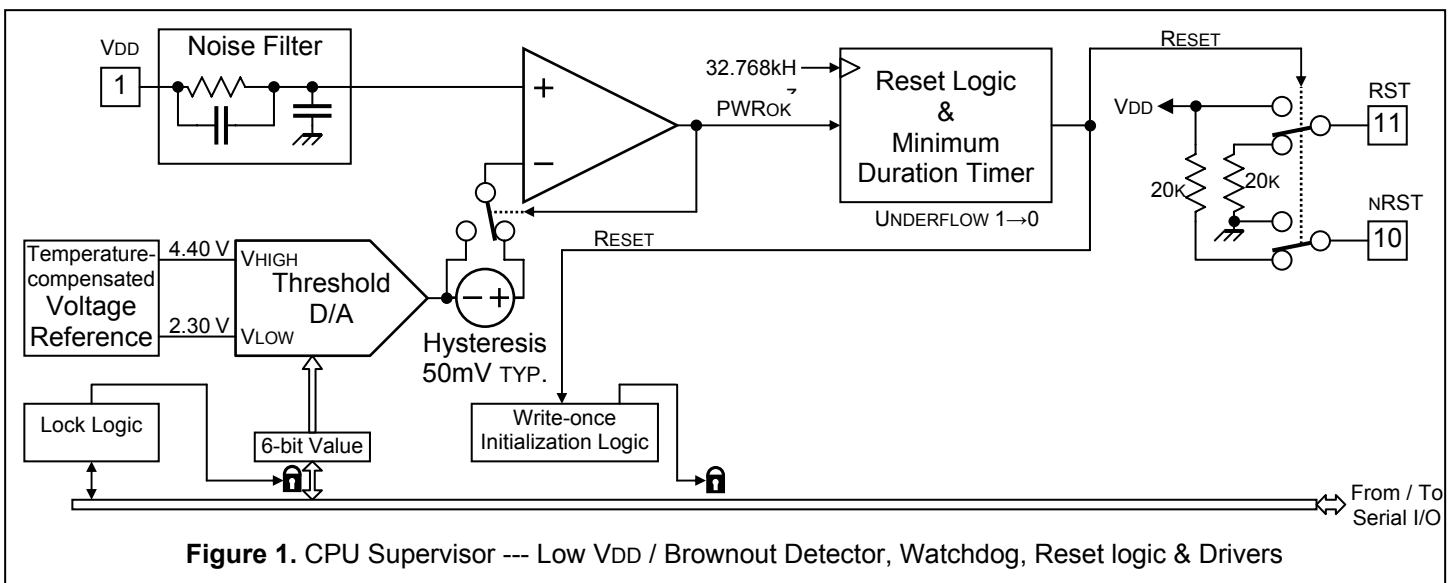 VDD
1
Noise Filter
+
−
32.768kH
z
PWROK
Reset Logic
&
Minimum
Duration Timer
UNDERFLOW 1→0
RESET
VDD
20K
20K
RST
11
NRST
10
Temperature-
compensated
Voltage
Reference
4.40 V
2.30 V
VHIGH
VLOW
Threshold
D/A
− +
Hysteresis
50mV TYP.
RESET
Lock Logic
6-bit Value
Write-once
Initialization Logic
From / To
Serial I/O
Figure 1. CPU Supervisor --- Low VDD / Brownout Detector, Watchdog, Reset logic & Drivers